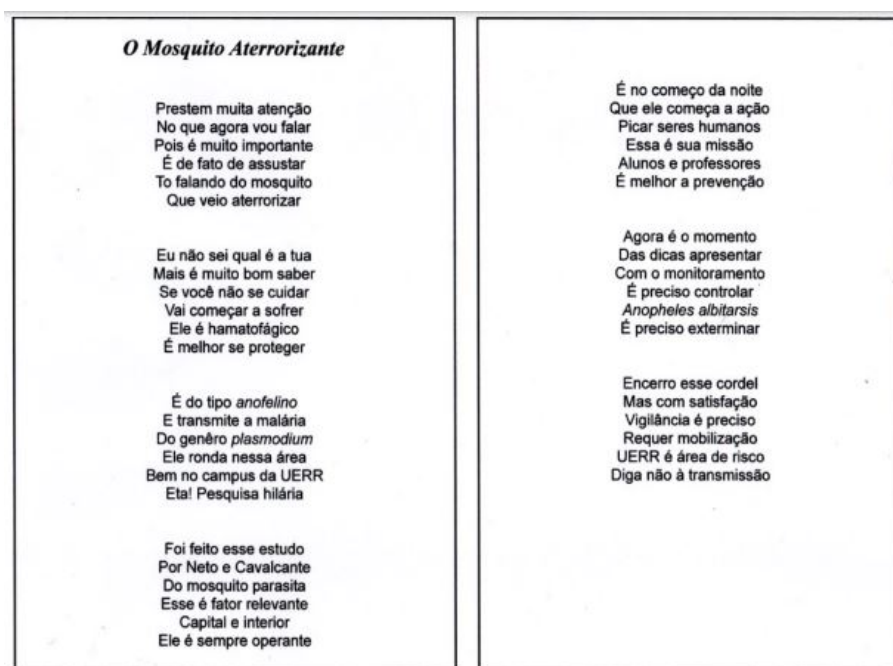 O Mosquito Aterrorizante
Prestem muita atenção
No que agora vou falar
Pois é muito importante
É de fato de assustar
To falando do mosquito
Que veio aterrorizar
Eu não sei qual é a tua
Mais é muito bom saber
Se você não se cuidar
Vai começar a sofrer
Ele é hamatofágico
É melhor se proteger
É do tipo anofelino
E transmite a malária
Do genêro plasmodium
Ele ronda nessa área
Bem no campus da UERR
Eta! Pesquisa hilária
Foi feito esse estudo
Por Neto e Cavalcante
Do mosquito parasita
Esse é fator relevante
Capital e interior
Ele é sempre operante
É no começo da noite
Que ele começa a ação
Picar seres humanos
Essa é sua missão
Alunos e professores
É melhor a prevenção
Agora é o momento
Das dicas apresentar
Com o monitoramento
É preciso controlar
Anopheles albitarsis
É preciso exterminar
Encerro esse cordel
Mas com satisfação
Vigilância é preciso
Requer mobilização
UERR é área de risco
Diga não à transmissão